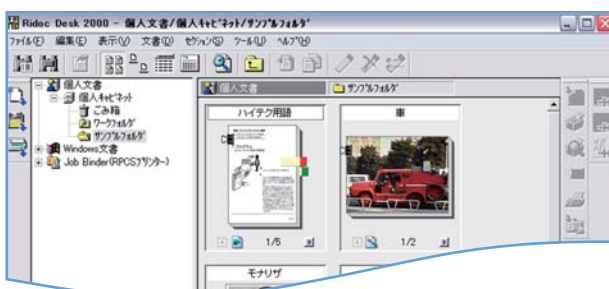 Ridoc Desk 2000 - 個人文書/個人ｷｬﾋﾞﾈｯﾄ/ｻﾝﾌﾟﾙﾌｫﾙﾀﾞ
ﾌｧｲﾙ(F) 編集(E) 表示(V) 文書(D) ｾｸｼｮﾝ(S) ﾂｰﾙ(U) ﾍﾙﾌﾟ(H)
個人文書
個人ｷｬﾋﾞﾈｯﾄ
ごみ箱
ﾜｰｸﾌｫﾙﾀﾞ
ｻﾝﾌﾟﾙﾌｫﾙﾀﾞ
Windows文書
Job Binder(RPCSﾌﾟﾘﾝﾀｰ)
個人文書
ｻﾝﾌﾟﾙﾌｫﾙﾀﾞ
ハイテク用語
車
1/5
1/2
モナリザ